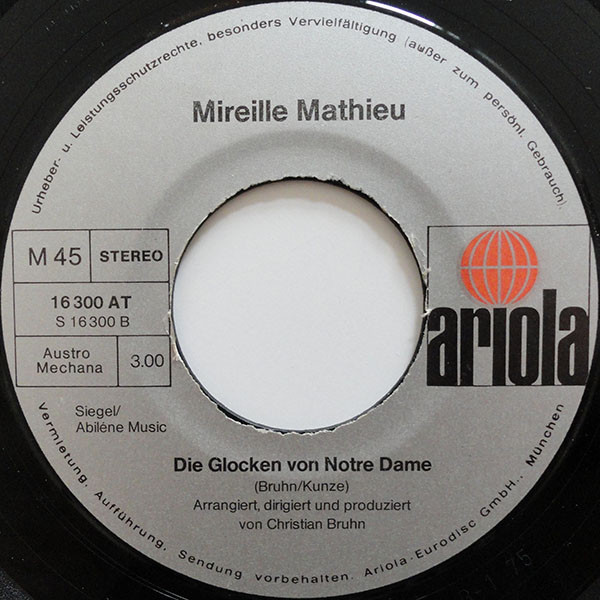 Urheber- u. Leistungsschutzrechte, besonders Vervielfältigung (außer zum persönl. Gebrauch).
Mireille Mathieu
M 45
STEREO
16 300 AT
S 16 300 B
Austro
Mechana
3.00
ariola
Siegel/
Abiléne Music
Die Glocken von Notre Dame
(Bruhn/Kunze)
Arrangiert, dirigiert und produziert
von Christian Bruhn
Vermietung, Aufführung, Sendung vorbehalten. Ariola-Eurodisc GmbH., München